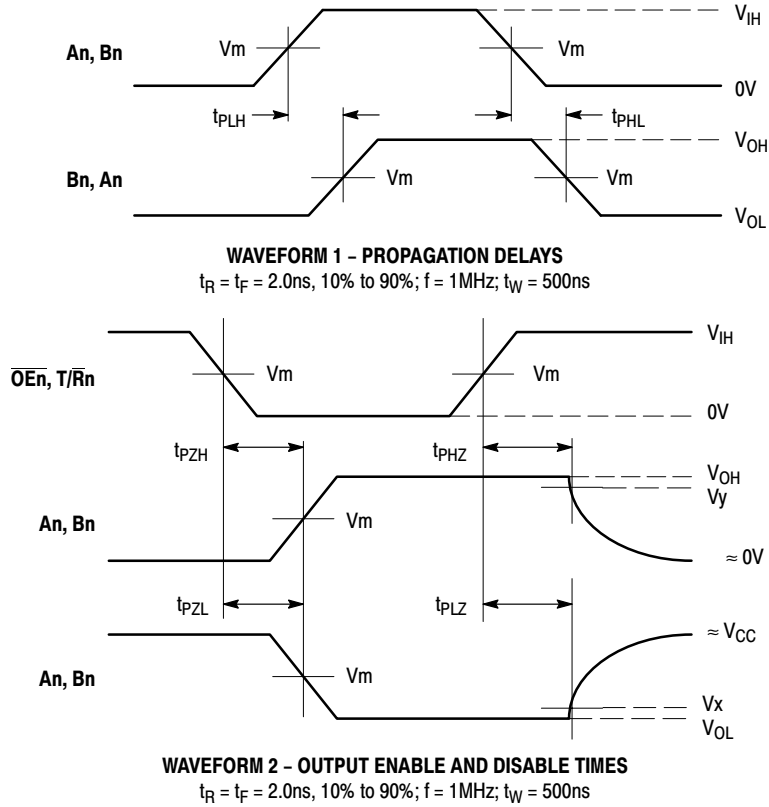 V_IH
An, Bn Vm Vm
0V
t_PLH t_PHL
V_OH
Bn, An Vm Vm
V_OL
WAVEFORM 1 – PROPAGATION DELAYS
t_R = t_F = 2.0ns, 10% to 90%; f = 1MHz; t_W = 500ns
V_IH
O̅E̅n̅, T/R̅n Vm Vm
0V
t_PZH t_PHZ
V_OH
Vy
An, Bn Vm
≈ 0V
t_PZL t_PLZ
≈ V_CC
An, Bn Vm
Vx
V_OL
WAVEFORM 2 – OUTPUT ENABLE AND DISABLE TIMES
t_R = t_F = 2.0ns, 10% to 90%; f = 1MHz; t_W = 500ns